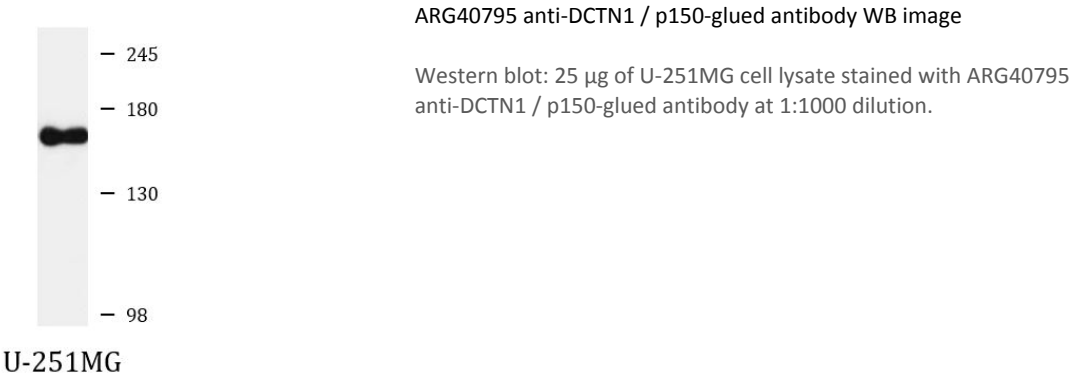 ARG40795 anti-DCTN1 / p150-glued antibody WB image
Western blot: 25 μg of U-251MG cell lysate stained with ARG40795
anti-DCTN1 / p150-glued antibody at 1:1000 dilution.
– 245
– 180
– 130
– 98
U-251MG